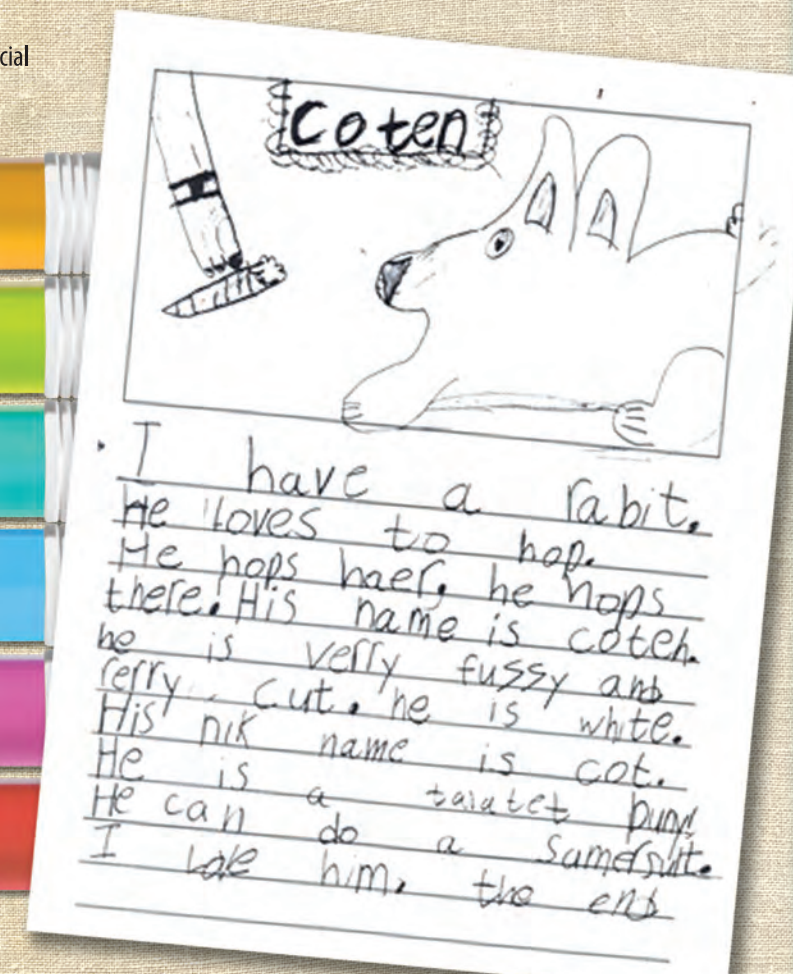 cial
coten
I have a rabit.
He loves to hop.
He hops haer, he hops
there. His name is coten.
he is verry fussy and
rerry cut. he is white.
His nik name is cot.
He is a talatet buny
He can do a Sumersult.
I love him. the end